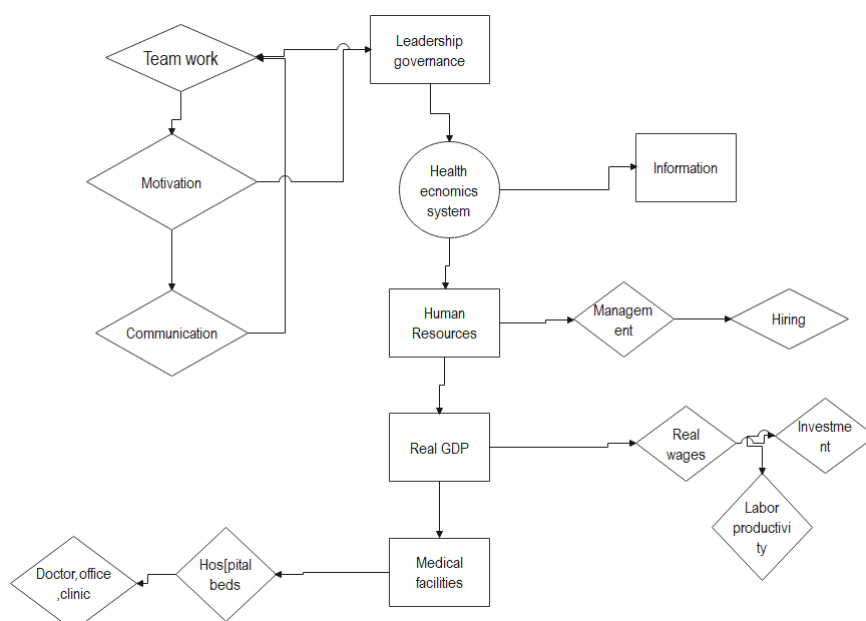 Leadership
governance
Team work
Motivation
Communication
Health
ecnomics
system
Information
Human
Resources
Managem
ent
Hiring
Real GDP
Real
wages
Investme
nt
Labor
productivi
ty
Medical
facilities
Hos[pital
beds
Doctor,office
,clinic